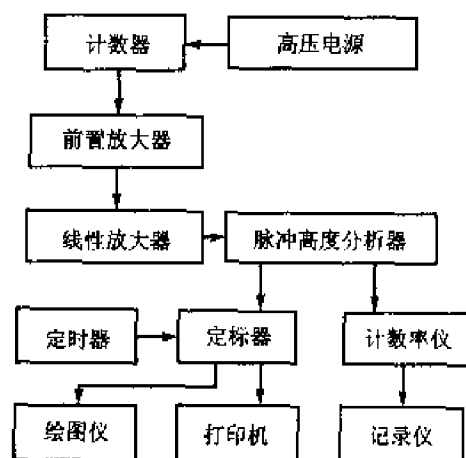 计数器
高压电源
前置放大器
线性放大器
脉冲高度分析器
定时器
定标器
计数率仪
绘图仪
打印机
记录仪